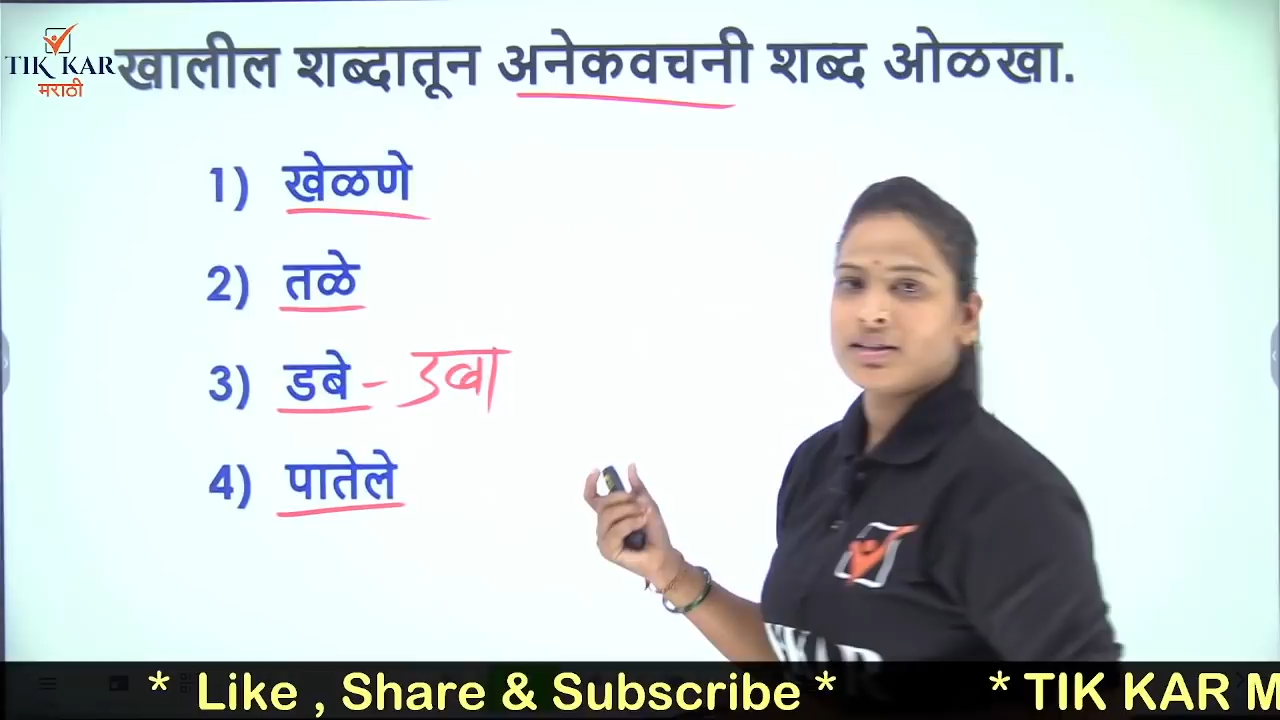 TIK KAR
मराठी
खालील शब्दातून अनेकवचनी शब्द ओळखा.
1) खेळणे
2) तळे
3) डबे - डबा
4) पातेले
KAR
* Like , Share & Subscribe * * TIK KAR M